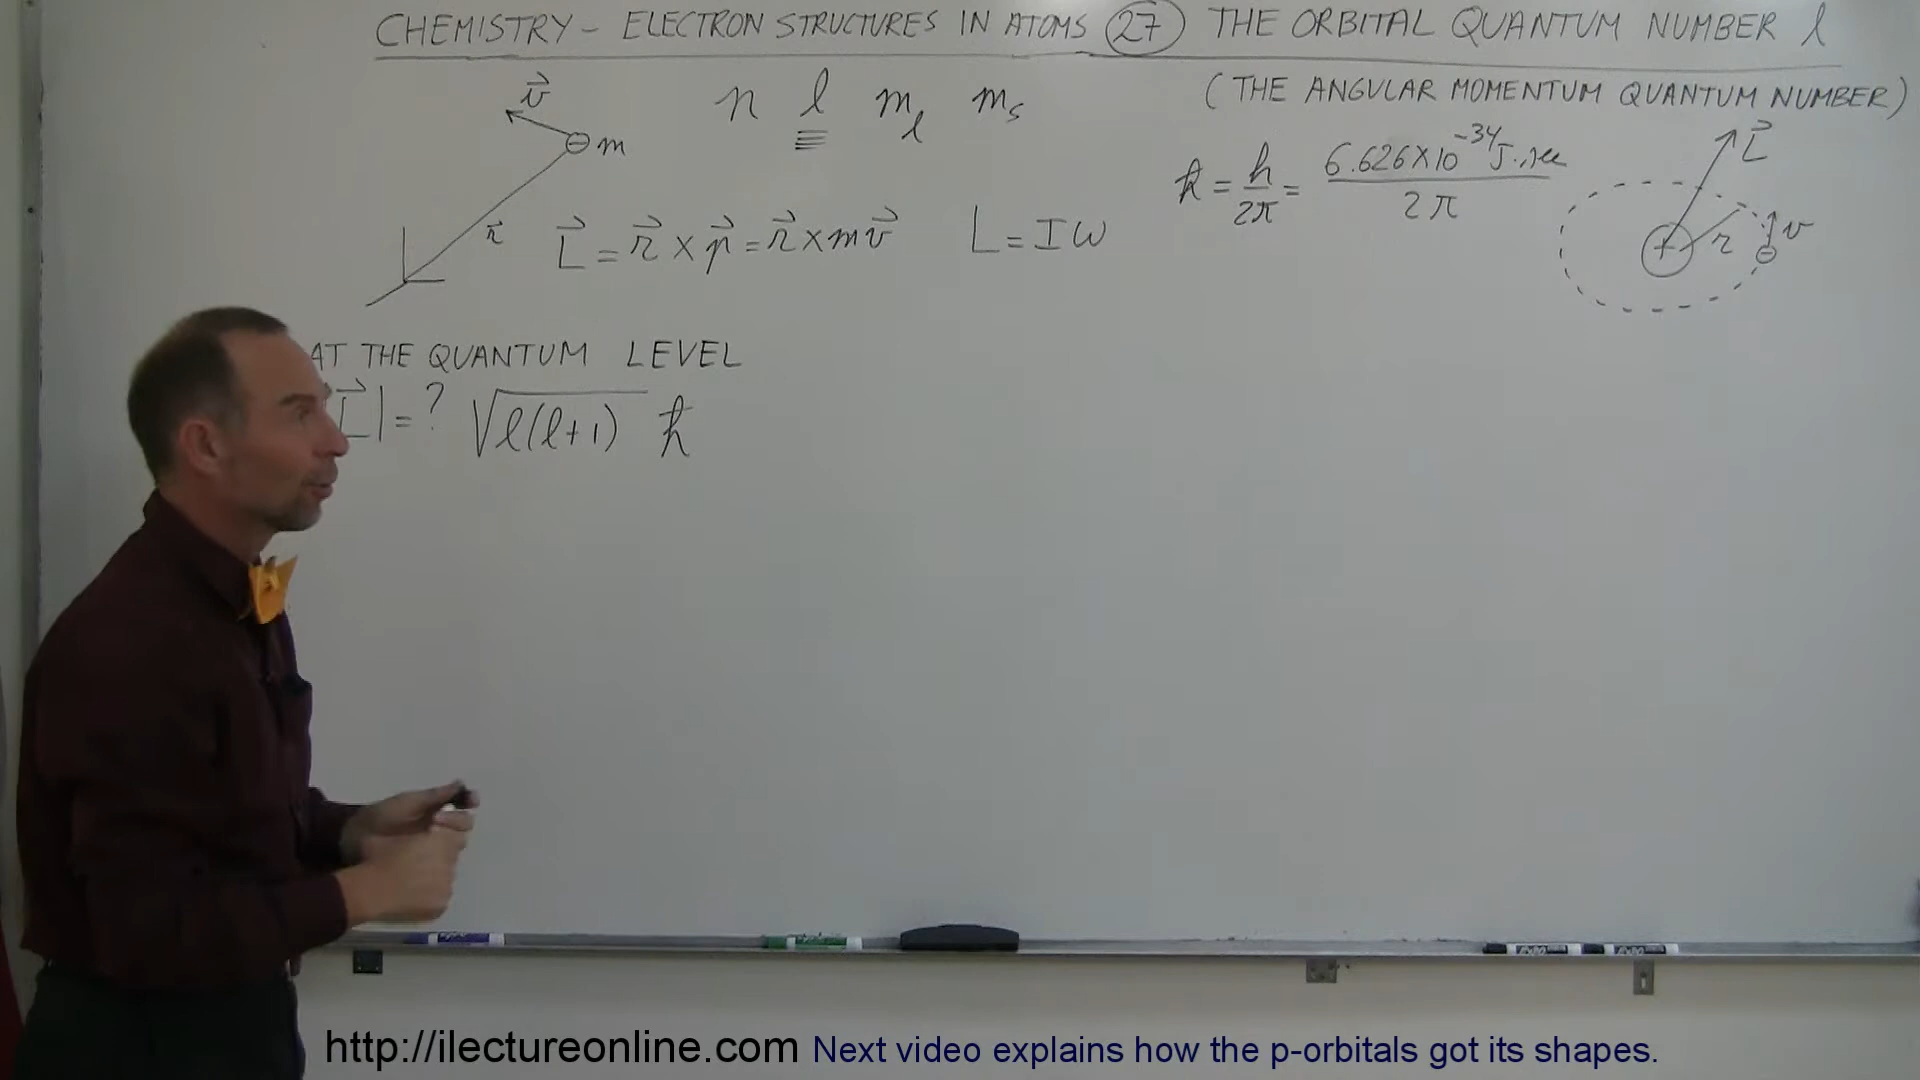 CHEMISTRY - ELECTRON STRUCTURES IN ATOMS (27) THE ORBITAL QUANTUM NUMBER l
(THE ANGULAR MOMENTUM QUANTUM NUMBER)
n l m_l m_s
v⃗
m
r⃗
L⃗ = r⃗ × p⃗ = r⃗ × mv⃗
L = Iω
ħ = h/2π = 6.626×10⁻³⁴ J·sec / 2π
L⃗
+ r v
AT THE QUANTUM LEVEL
|L⃗| = ? √l(l+1) ħ
http://ilectureonline.com Next video explains how the p-orbitals got its shapes.